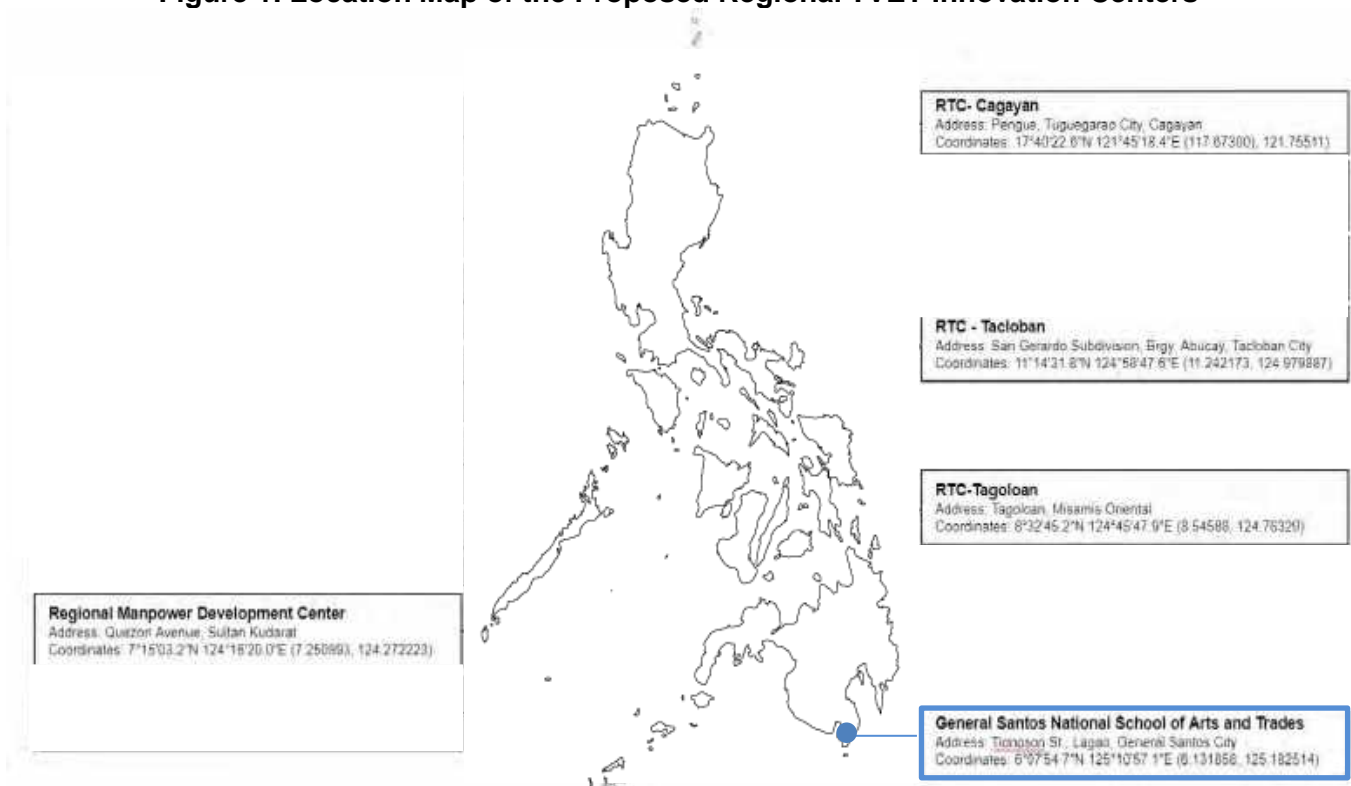 Figure 1. Location Map of the Proposed Regional TVET Innovation Centers
RTC- Cagayan
Address: Pengue, Tuguegarao City, Cagayan
Coordinates: 17°40'22.6"N 121°45'18.4"E (117.67300), 121.75511)
RTC - Tacloban
Address: San Gerardo Subdivision, Brgy, Abucay, Tacloban City
Coordinates: 11°14'31.8"N 124°58'47.6"E (11.242173, 124.979887)
RTC-Tagoloan
Address: Tagoloan, Misamis Oriental
Coordinates: 8°32'45.2"N 124°45'47.9"E (8.54588, 124.76329)
Regional Manpower Development Center
Address: Quezon Avenue, Sultan Kudarat
Coordinates: 7°15'03.2"N 124°16'20.0"E 124.272223)
General Santos National School of Arts and Trades
Address: Tiongson St., Lagao, General Santos City
Coordinates: 6°07'54.7"N 125°10'57.1"E (6.131858, 125.182514)